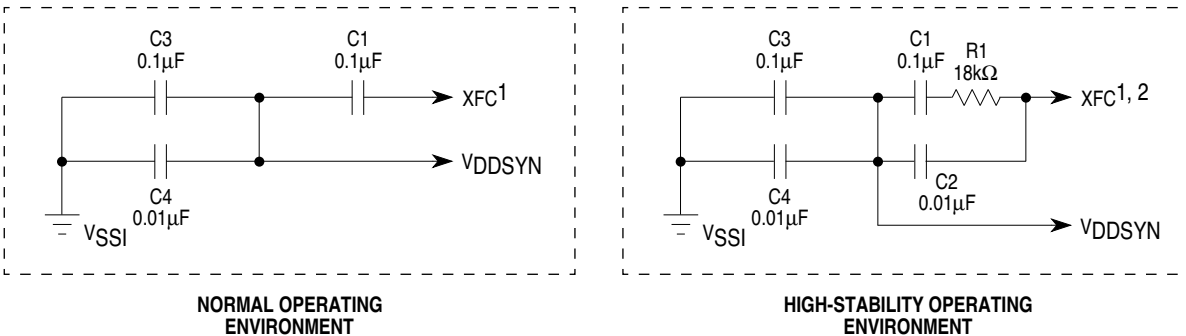 C3
0.1µF
C1
0.1µF
XFC1
VDDSYN
C4
0.01µF
VSSI
NORMAL OPERATING
ENVIRONMENT
C3
0.1µF
C1
0.1µF
R1
18kΩ
XFC1, 2
C4
0.01µF
C2
0.01µF
VSSI
VDDSYN
HIGH-STABILITY OPERATING
ENVIRONMENT